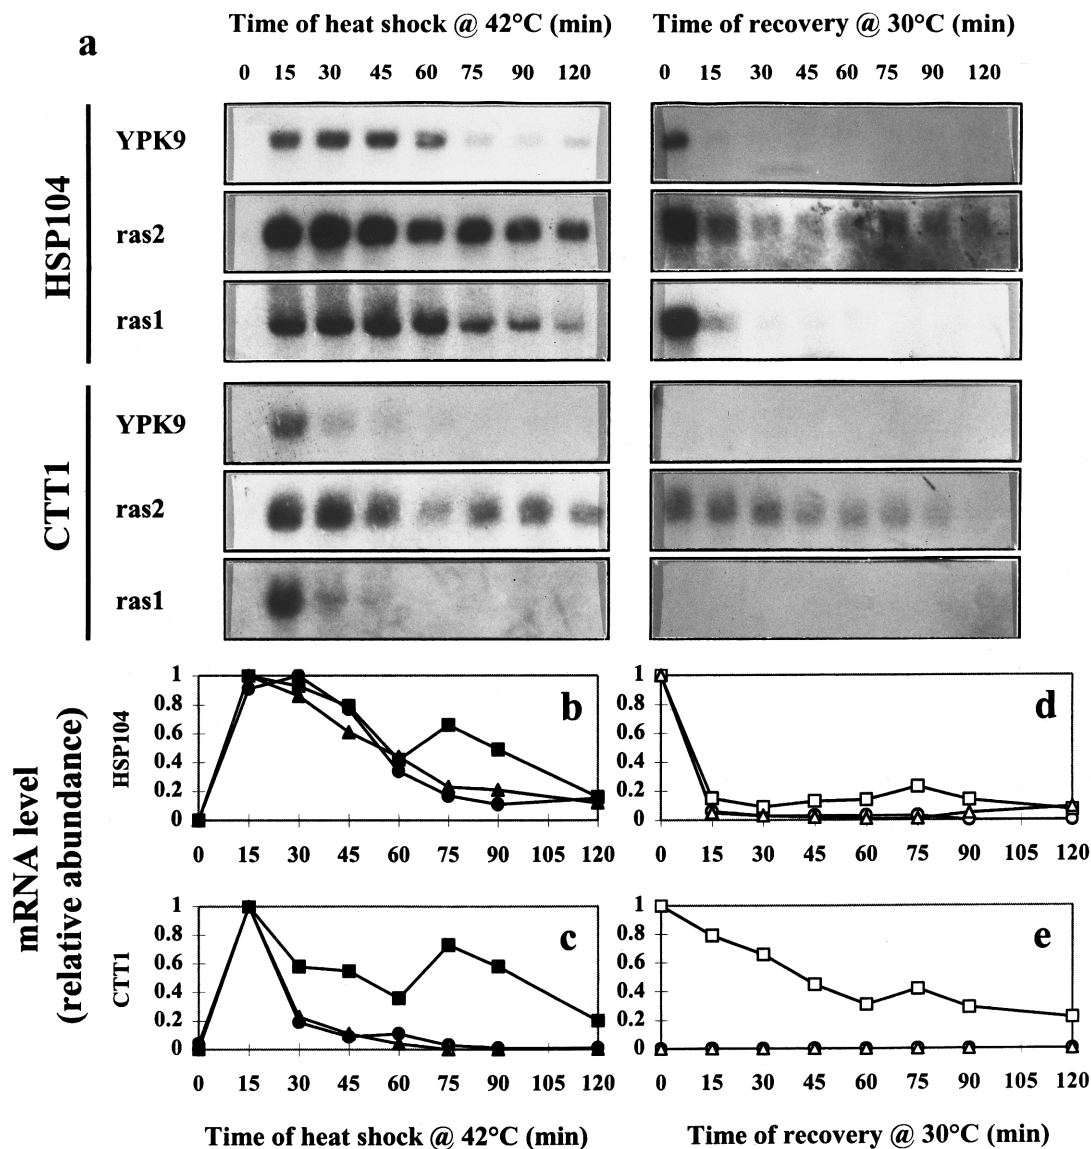 a
Time of heat shock @ 42°C (min)
Time of recovery @ 30°C (min)
0 15 30 45 60 75 90 120
0 15 30 45 60 75 90 120
HSP104
YPK9
ras2
ras1
CTT1
YPK9
ras2
ras1
mRNA level
(relative abundance)
HSP104
b
1
0.8
0.6
0.4
0.2
0
0 15 30 45 60 75 90 105 120
d
1
0.8
0.6
0.4
0.2
0
0 15 30 45 60 75 90 105 120
CTT1
c
1
0.8
0.6
0.4
0.2
0
0 15 30 45 60 75 90 105 120
e
1
0.8
0.6
0.4
0.2
0
0 15 30 45 60 75 90 105 120
Time of heat shock @ 42°C (min)
Time of recovery @ 30°C (min)